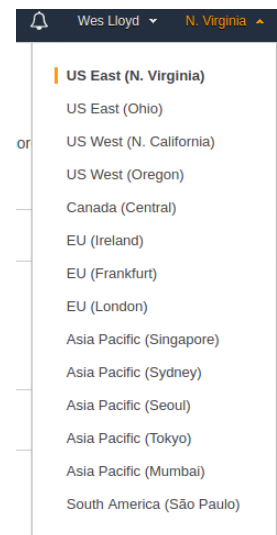 Wes Lloyd N. Virginia
US East (N. Virginia)
US East (Ohio)
or
US West (N. California)
US West (Oregon)
Canada (Central)
EU (Ireland)
EU (Frankfurt)
EU (London)
Asia Pacific (Singapore)
Asia Pacific (Sydney)
Asia Pacific (Seoul)
Asia Pacific (Tokyo)
Asia Pacific (Mumbai)
South America (São Paulo)